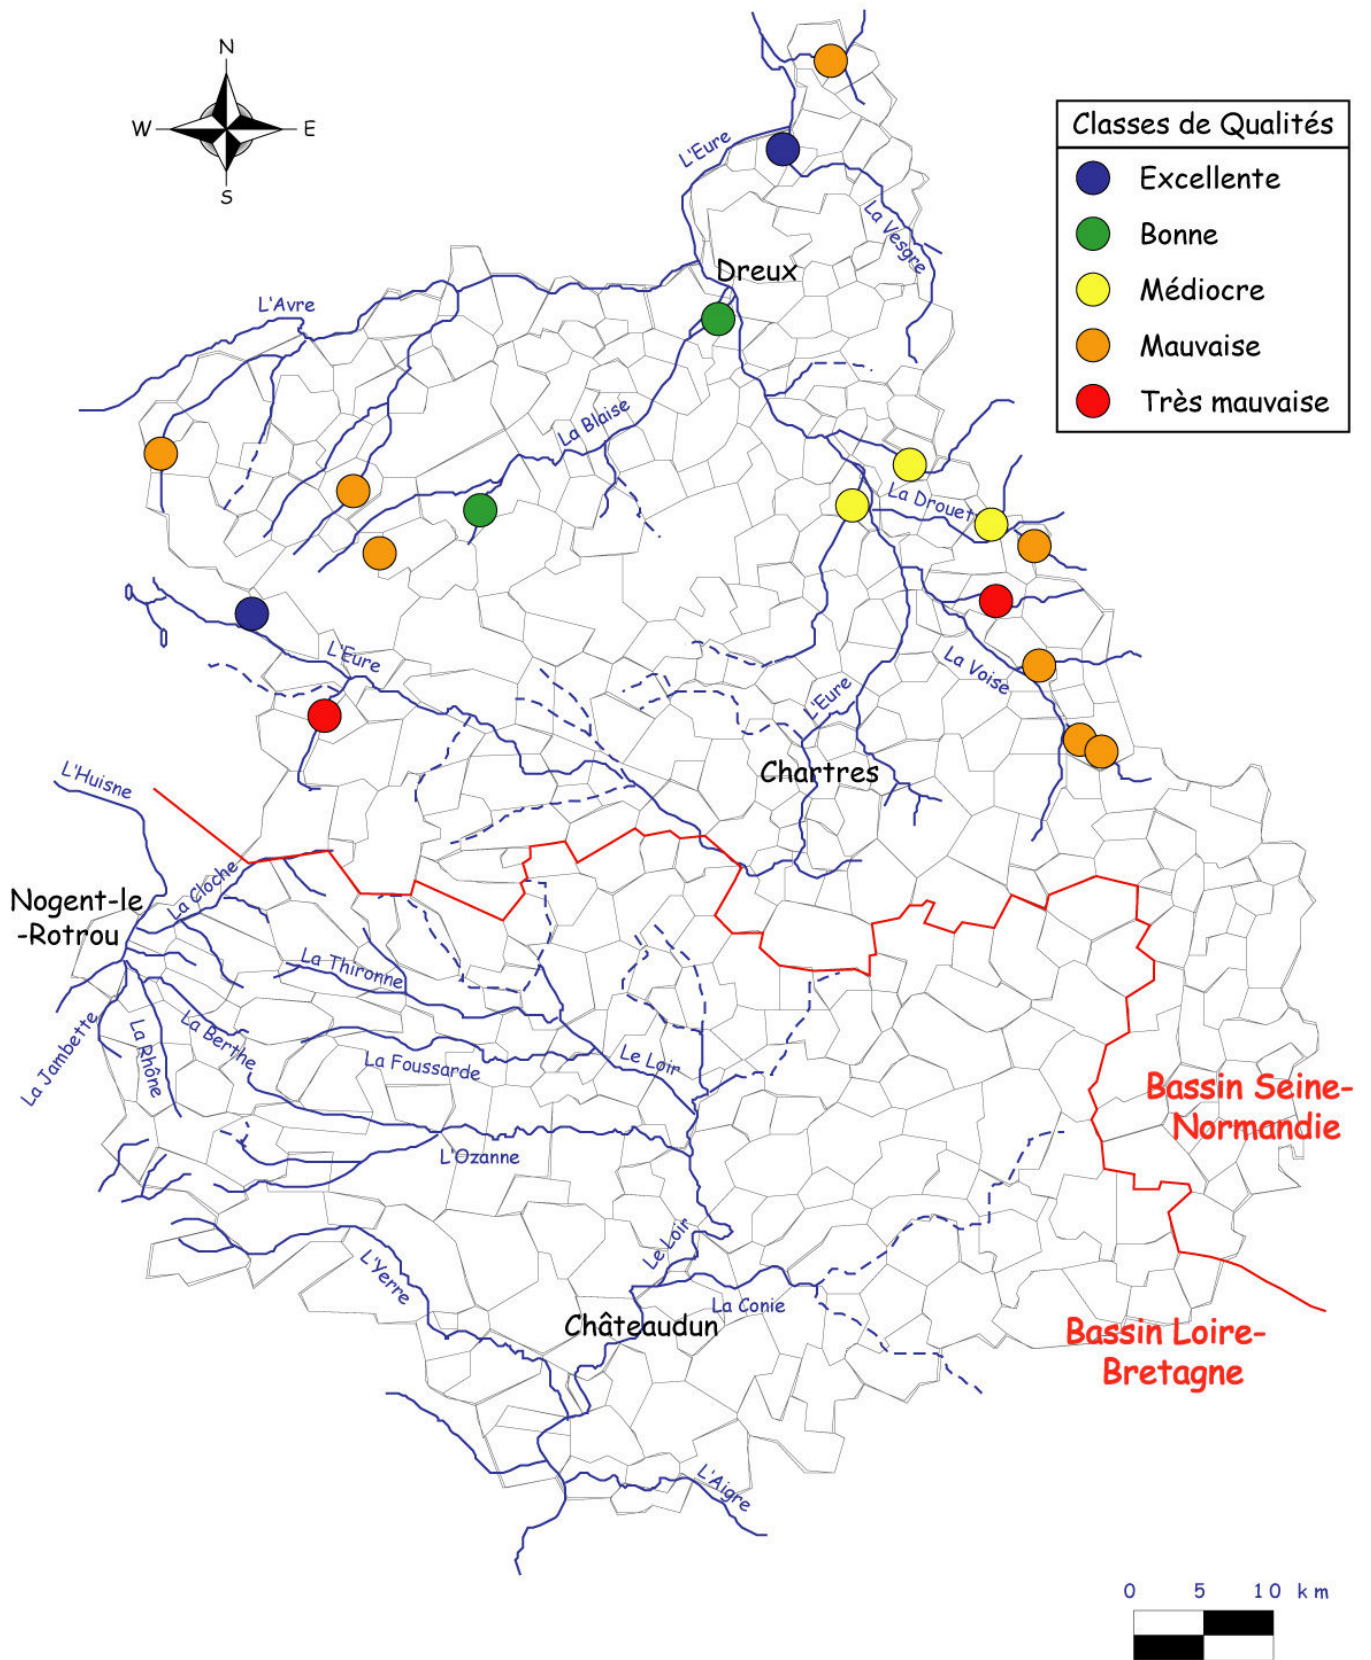 N
W
E
S
Classes de Qualités
Excellente
Bonne
Médiocre
Mauvaise
Très mauvaise
L'Eure
La Vesgre
Dreux
L'Avre
La Blaise
La Drouet
L'Eure
La Voise
L'Eure
Chartres
L'Huisne
La Cloche
Nogent-le
-Rotrou
La Thironne
La Jambette
La Rhône
La Berthe
La Foussarde
Le Loir
Bassin Seine-
Normandie
L'Ozanne
Le Loir
L'Yerre
La Conie
Châteaudun
Bassin Loire-
Bretagne
L'Aigre
0 5 10 km